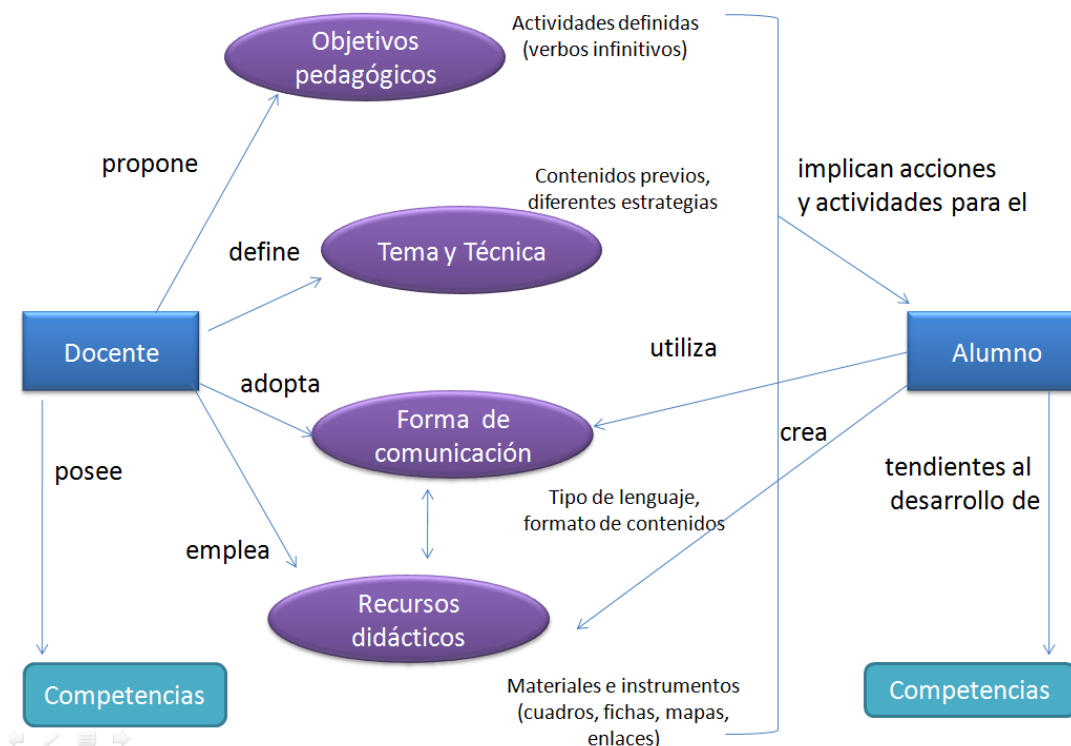 Objetivos
pedagógicos
Actividades definidas
(verbos infinitivos)
propone
Contenidos previos,
diferentes estrategias
implican acciones
y actividades para el
define
Tema y Técnica
Docente
utiliza
Alumno
adopta
Forma de
comunicación
crea
posee
tendientes al
desarrollo de
Tipo de lenguaje,
formato de contenidos
emplea
Recursos
didácticos
Competencias
Materiales e instrumentos
(cuadros, fichas, mapas,
enlaces)
Competencias